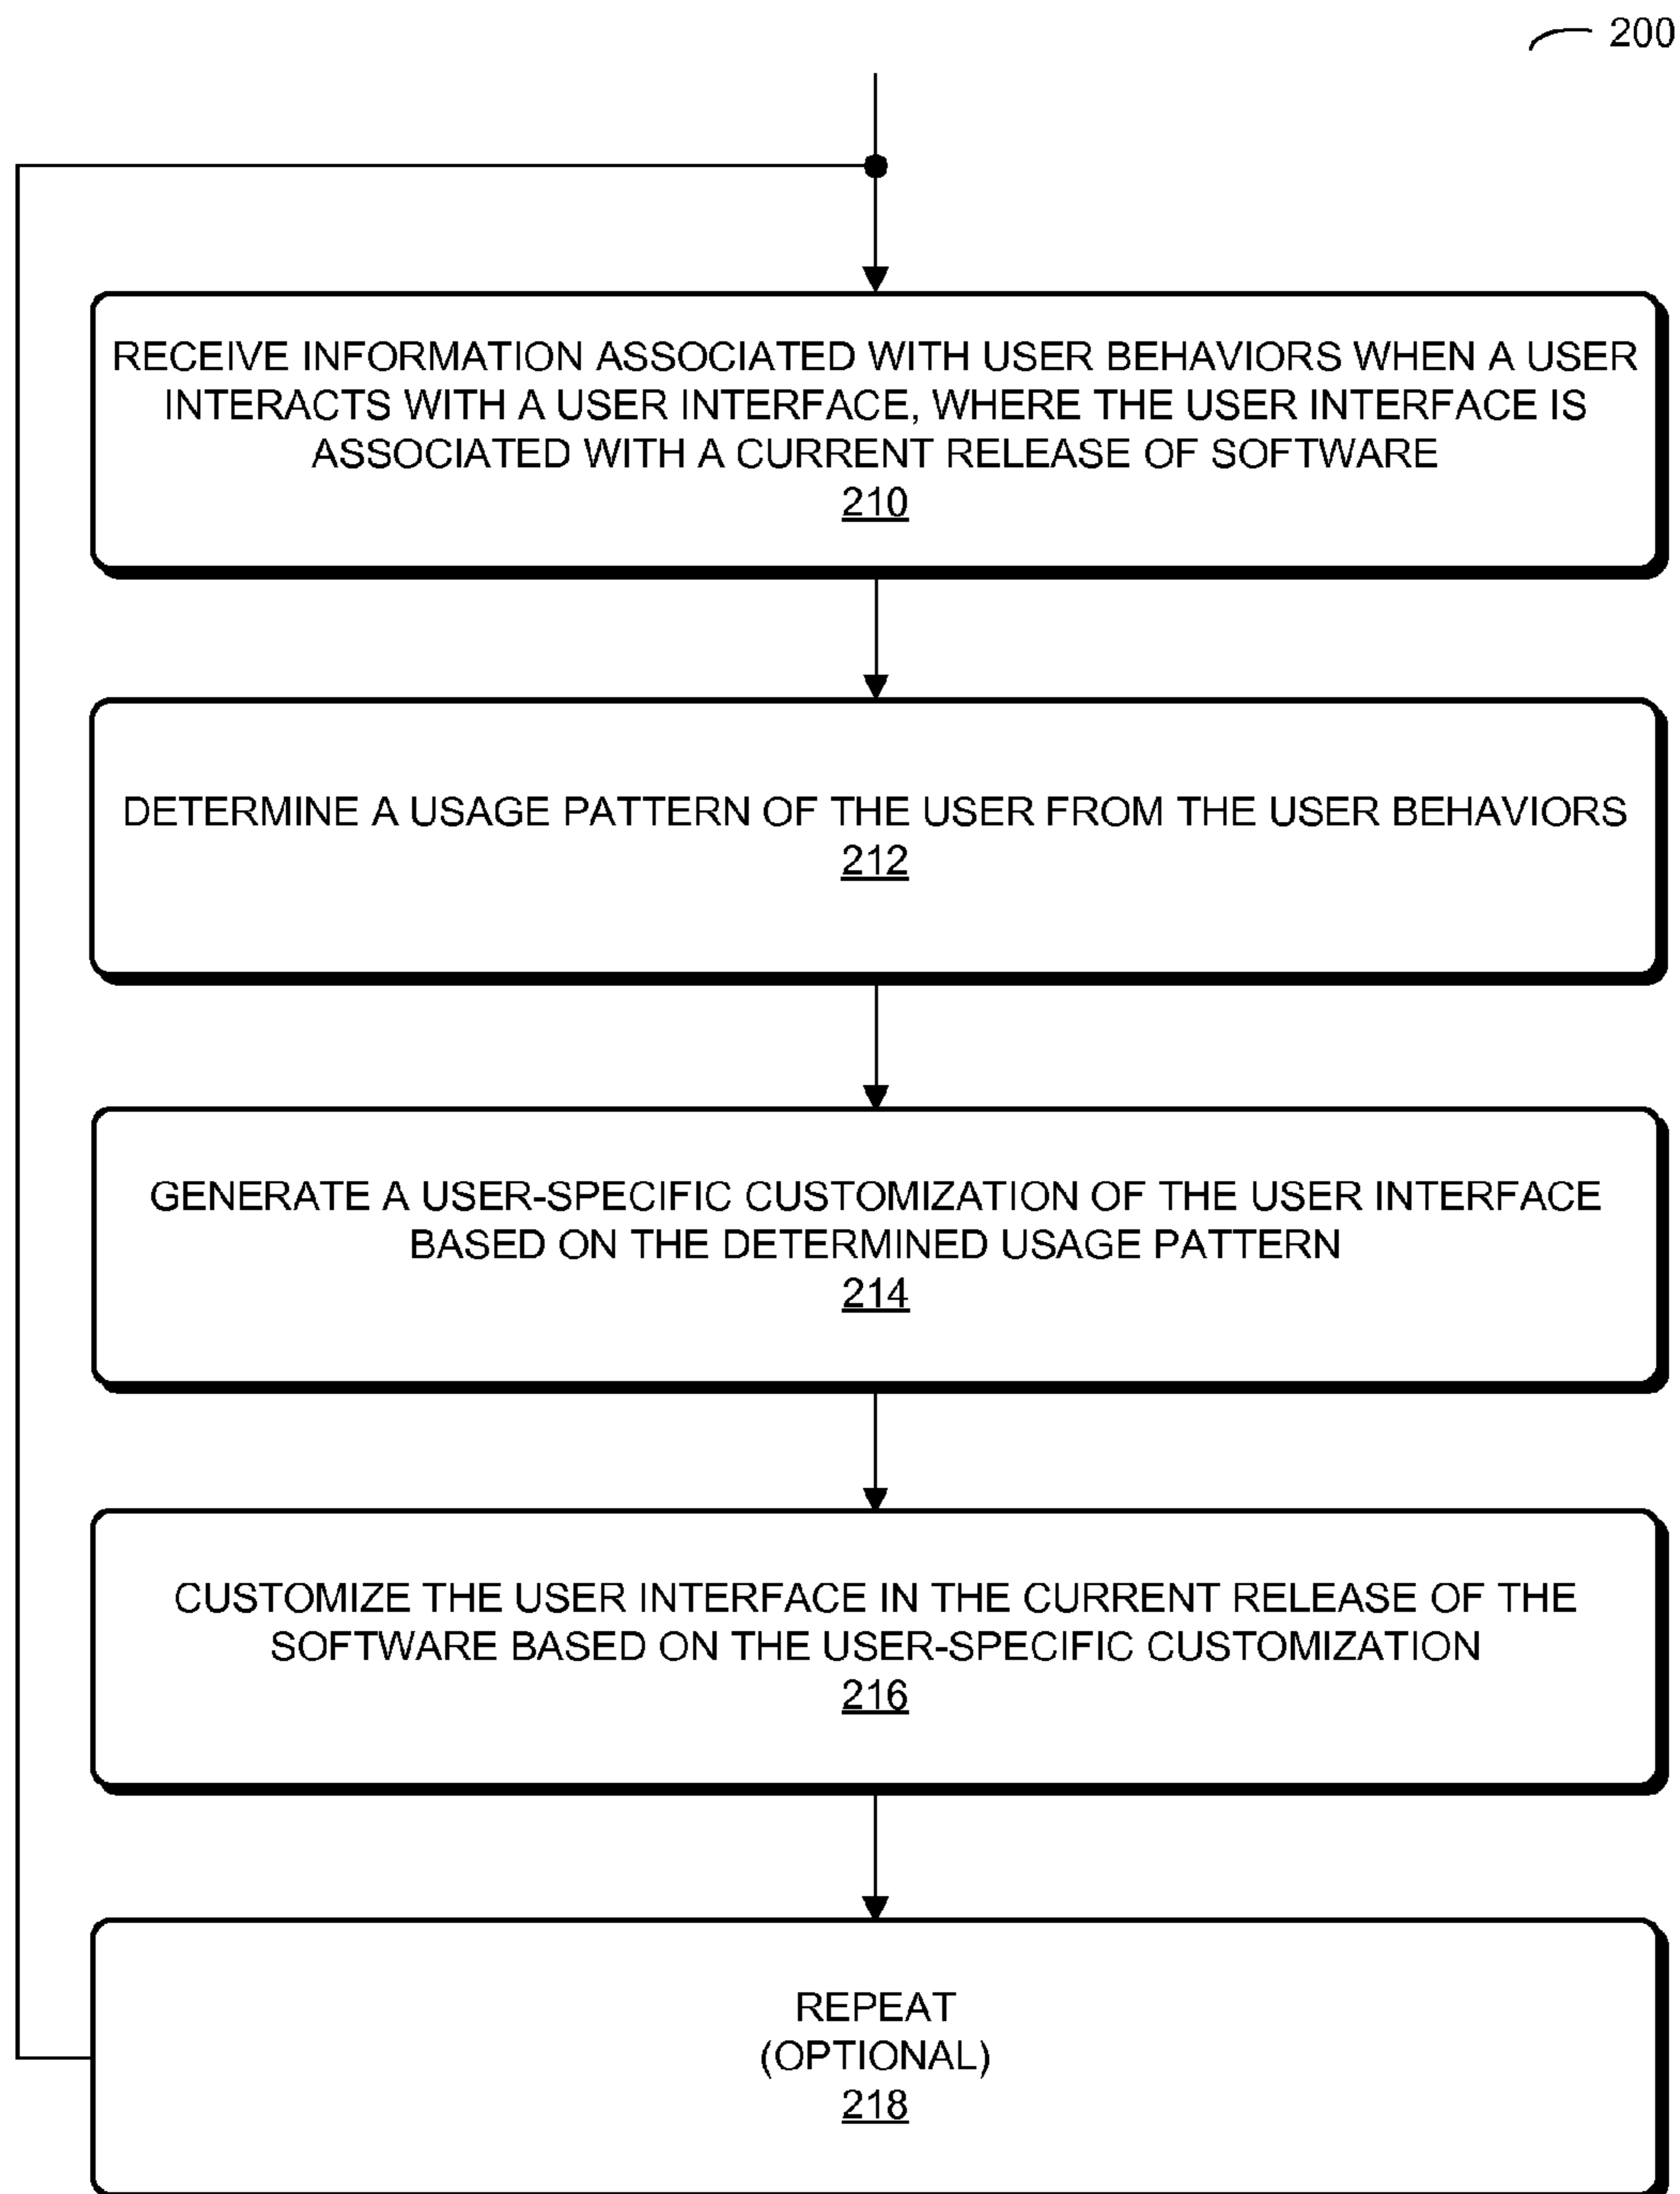 200
RECEIVE INFORMATION ASSOCIATED WITH USER BEHAVIORS WHEN A USER
INTERACTS WITH A USER INTERFACE, WHERE THE USER INTERFACE IS
ASSOCIATED WITH A CURRENT RELEASE OF SOFTWARE
210
DETERMINE A USAGE PATTERN OF THE USER FROM THE USER BEHAVIORS
212
GENERATE A USER-SPECIFIC CUSTOMIZATION OF THE USER INTERFACE
BASED ON THE DETERMINED USAGE PATTERN
214
CUSTOMIZE THE USER INTERFACE IN THE CURRENT RELEASE OF THE
SOFTWARE BASED ON THE USER-SPECIFIC CUSTOMIZATION
216
REPEAT
(OPTIONAL)
218